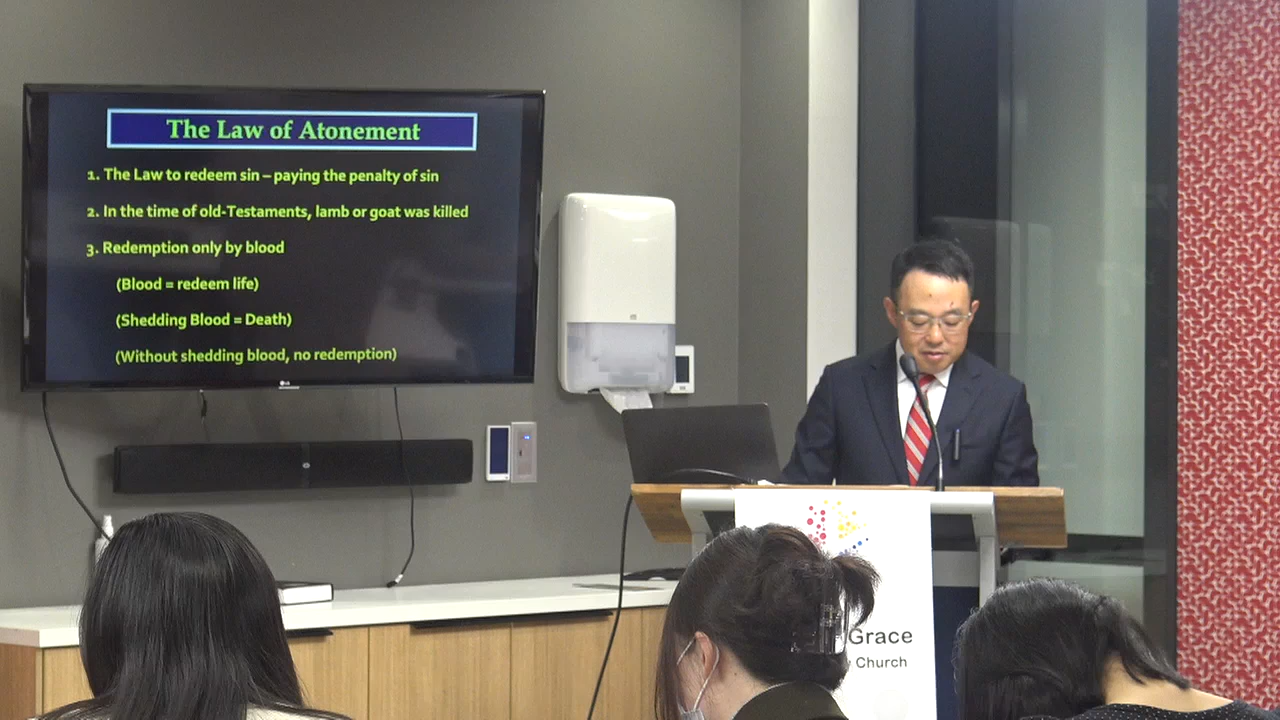 The Law of Atonement
1. The Law to redeem sin – paying the penalty of sin
2. In the time of old-Testaments, lamb or goat was killed
3. Redemption only by blood
(Blood = redeem life)
(Shedding Blood = Death)
(Without shedding blood, no redemption)
LG
Grace
Church